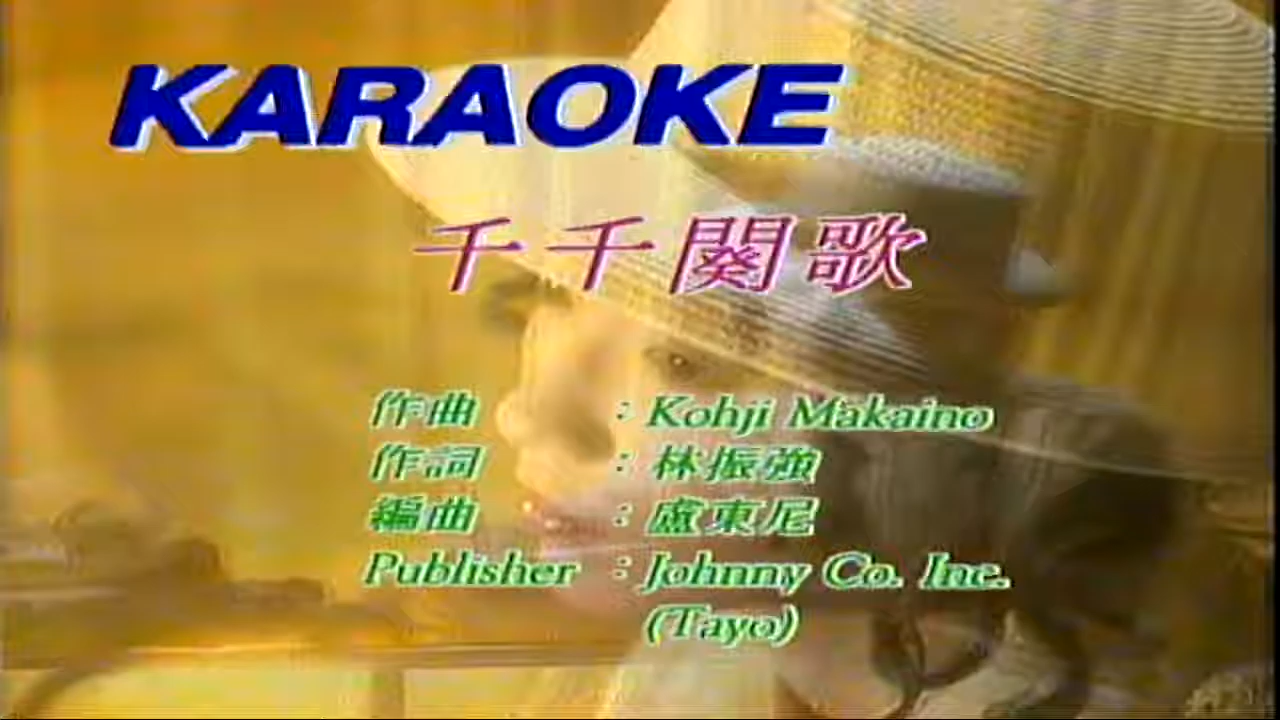 KARAOKE
千千闋歌
作曲 : Kohji Makaino
作詞 : 林振強
編曲 : 盧東尼
Publisher : Johnny Co. Inc.
(Tayo)